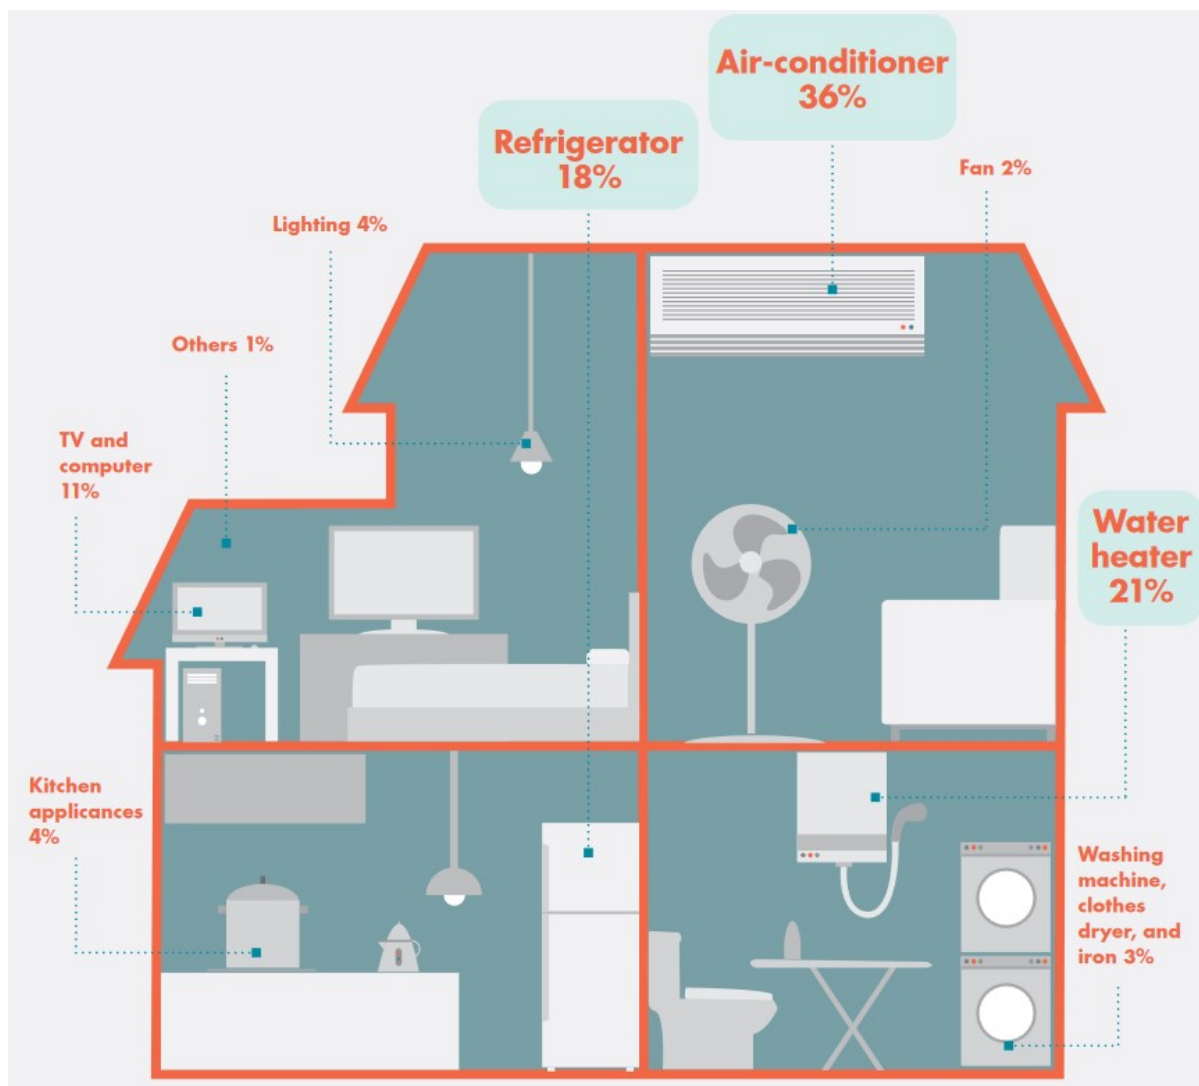 Air-conditioner
36%
Refrigerator
18%
Fan 2%
Lighting 4%
Others 1%
TV and
computer
11%
Water
heater
21%
Kitchen
applicances
4%
Washing
machine,
clothes
dryer, and
iron 3%